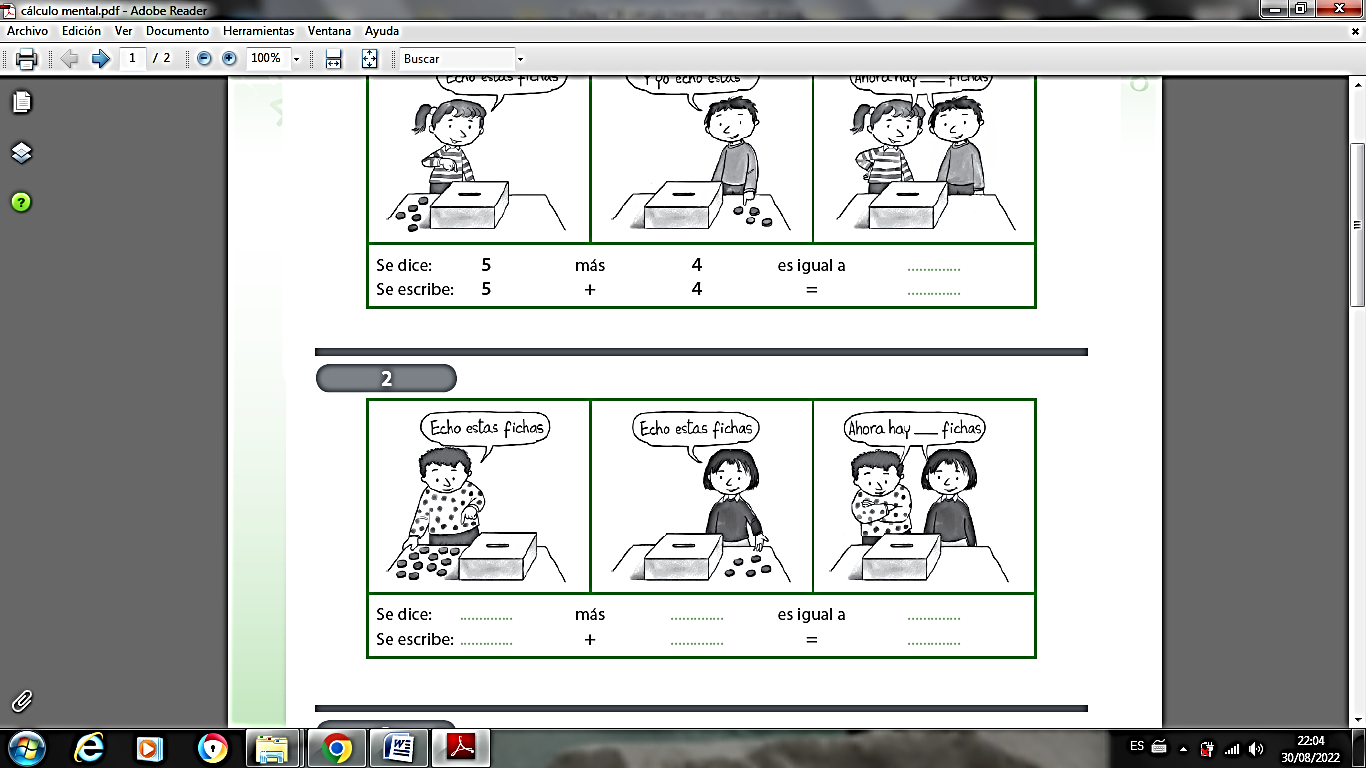 cálculo mental.pdf - Adobe Reader
Archivo Edición Ver Documento Herramientas Ventana Ayuda
1 / 2 100% Buscar
Echo estas fichas
Y yo echo estas
Ahora hay ___ fichas
Se dice: 5 más 4 es igual a ..............
Se escribe: 5 + 4 = ..............
2
Echo estas fichas
Echo estas fichas
Ahora hay ___ fichas
Se dice: .............. más .............. es igual a ..............
Se escribe: .............. + .............. = ..............
ES
22:04
30/08/2022